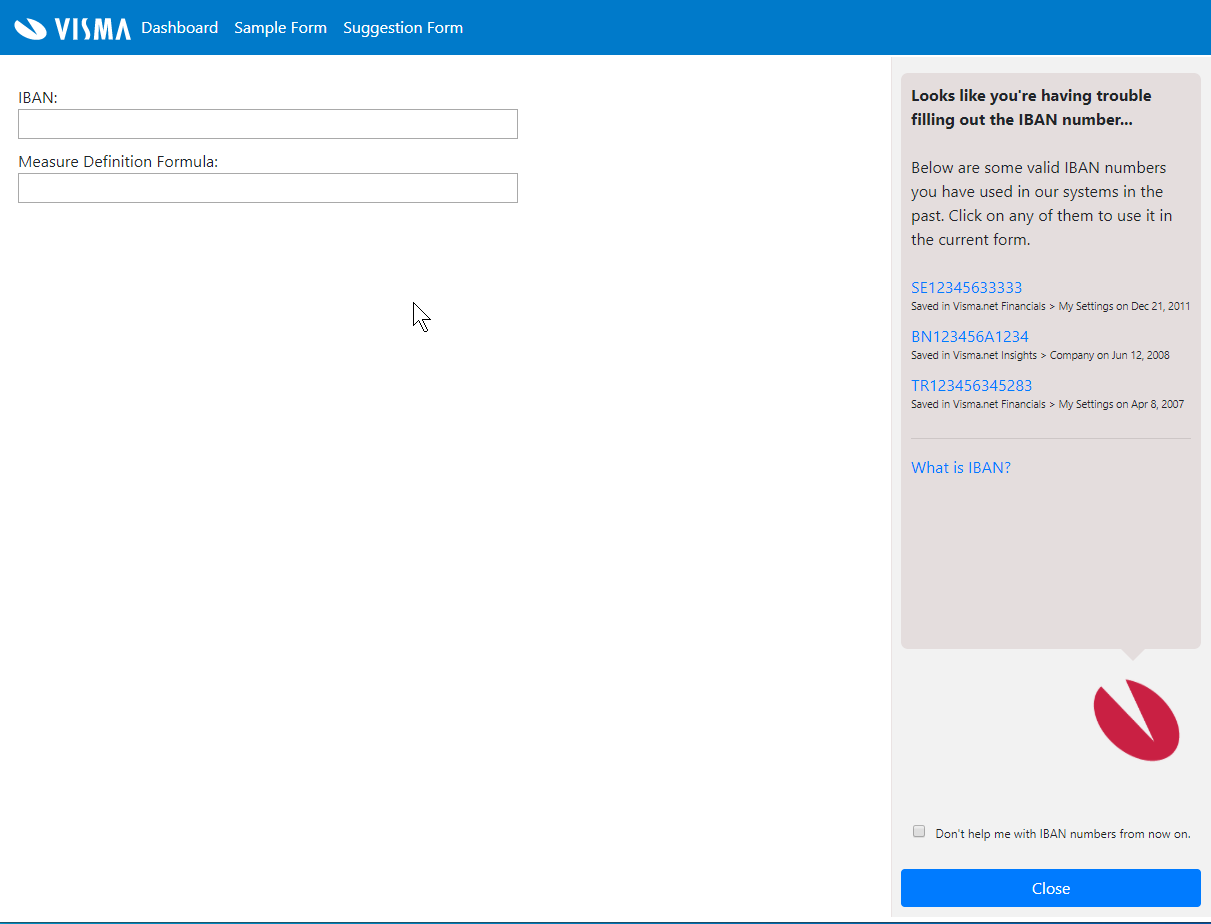 VISMA Dashboard Sample Form Suggestion Form
IBAN:
Measure Definition Formula:
Looks like you're having trouble
filling out the IBAN number...
Below are some valid IBAN numbers
you have used in our systems in the
past. Click on any of them to use it in
the current form.
SE12345633333
Saved in Visma.net Financials > My Settings on Dec 21, 2011
BN123456A1234
Saved in Visma.net Insights > Company on Jun 12, 2008
TR123456345283
Saved in Visma.net Financials > My Settings on Apr 8, 2007
What is IBAN?
Don't help me with IBAN numbers from now on.
Close